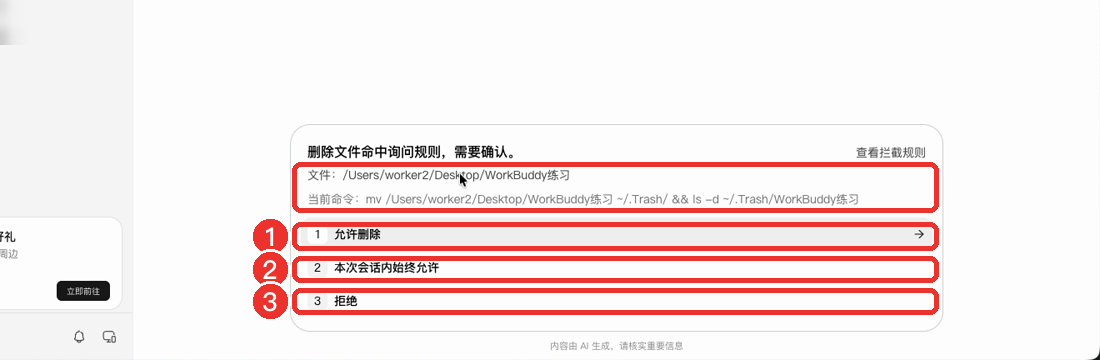 删除文件命中询问规则，需要确认。
查看拦截规则
文件：/Users/worker2/Desktop/WorkBuddy练习
当前命令：mv /Users/worker2/Desktop/WorkBuddy练习 ~/.Trash/ && ls -d ~/.Trash/WorkBuddy练习
1 1 允许删除 →
2 2 本次会话内始终允许
3 3 拒绝
好礼
周边
立即前往
内容由 AI 生成，请核实重要信息